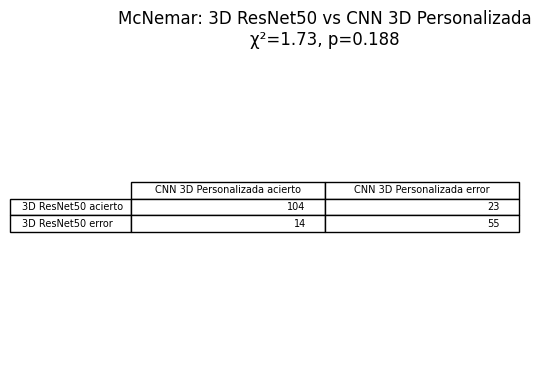 McNemar: 3D ResNet50 vs CNN 3D Personalizada
χ²=1.73, p=0.188
CNN 3D Personalizada acierto CNN 3D Personalizada error
3D ResNet50 acierto 104 23
3D ResNet50 error 14 55